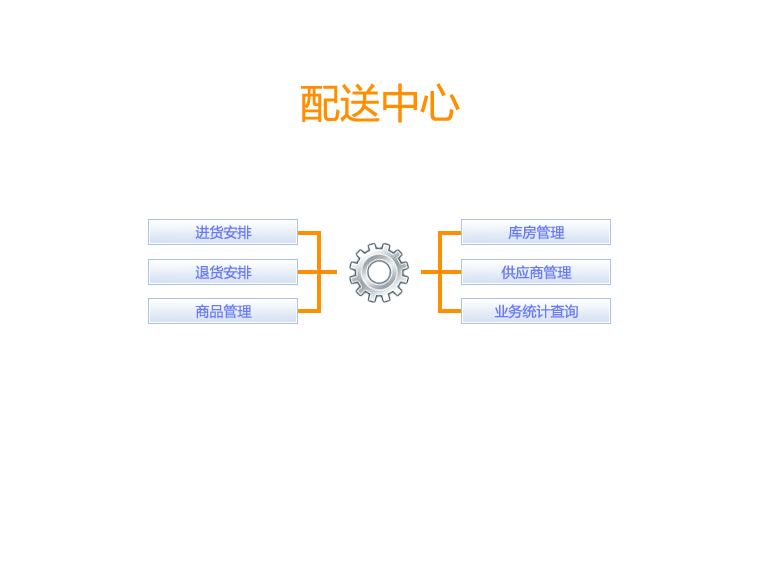 配送中心
进货安排
退货安排
商品管理
库房管理
供应商管理
业务统计查询